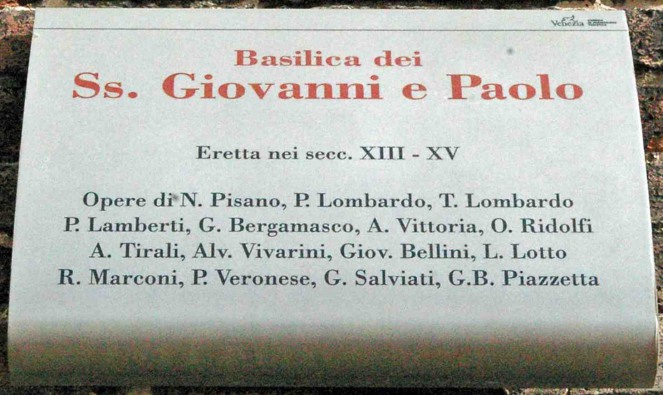 Venezia
Basilica dei
Ss. Giovanni e Paolo
Eretta nei secc. XIII - XV
Opere di N. Pisano, P. Lombardo, T. Lombardo
P. Lamberti, G. Bergamasco, A. Vittoria, O. Ridolfi
A. Tirali, Alv. Vivarini, Giov. Bellini, L. Lotto
R. Marconi, P. Veronese, G. Salviati, G.B. Piazzetta